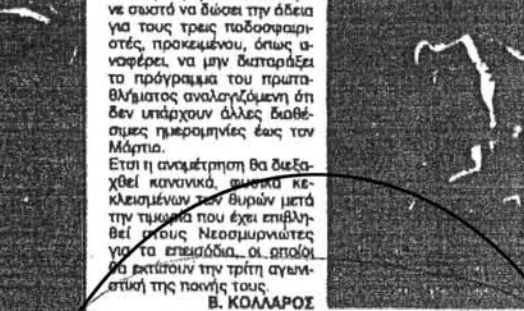 νε σωστό να δώσει την άδεια
για τους τρεις ποδοσφαιρι-
στές, προκειμένου, όπως α-
ναφέρει, να μην διαταράξει
το πρόγραμμα του πρωτα-
θλήματος αναλογιζόμενη ότι
δεν υπάρχουν άλλες διαθέ-
σιμες ημερομηνίες έως τον
Μάρτιο.
Ετσι η αναμέτρηση θα διεξα-
χθεί κανονικά, φυσικά κε-
κλεισμένων των θυρών μετά
την τιμωρία που έχει επιβλη-
θεί στους Νεοσμυρνιώτες
για τα επεισόδια, οι οποίοι
θα εκτίσουν την τρίτη αγωνι-
στική της ποινής τους.
Β. ΚΟΛΛΑΡΟΣ